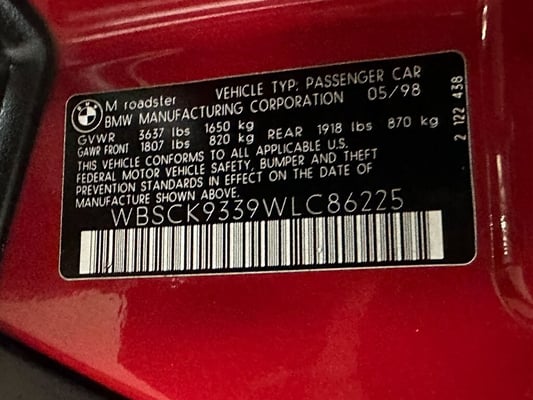 BMW
M roadster VEHICLE TYP: PASSENGER CAR
BMW MANUFACTURING CORPORATION 05/98
GVWR 3637 lbs 1650 kg
GAWR FRONT 1807 lbs 820 kg REAR 1918 lbs 870 kg
THIS VEHICLE CONFORMS TO ALL APPLICABLE U.S.
FEDERAL MOTOR VEHICLE SAFETY, BUMPER AND THEFT
PREVENTION STANDARDS IN EFFECT ON THE DATE OF
MANUFACTURE SHOWN ABOVE.
WBSCK9339WLC86225
2 122 438